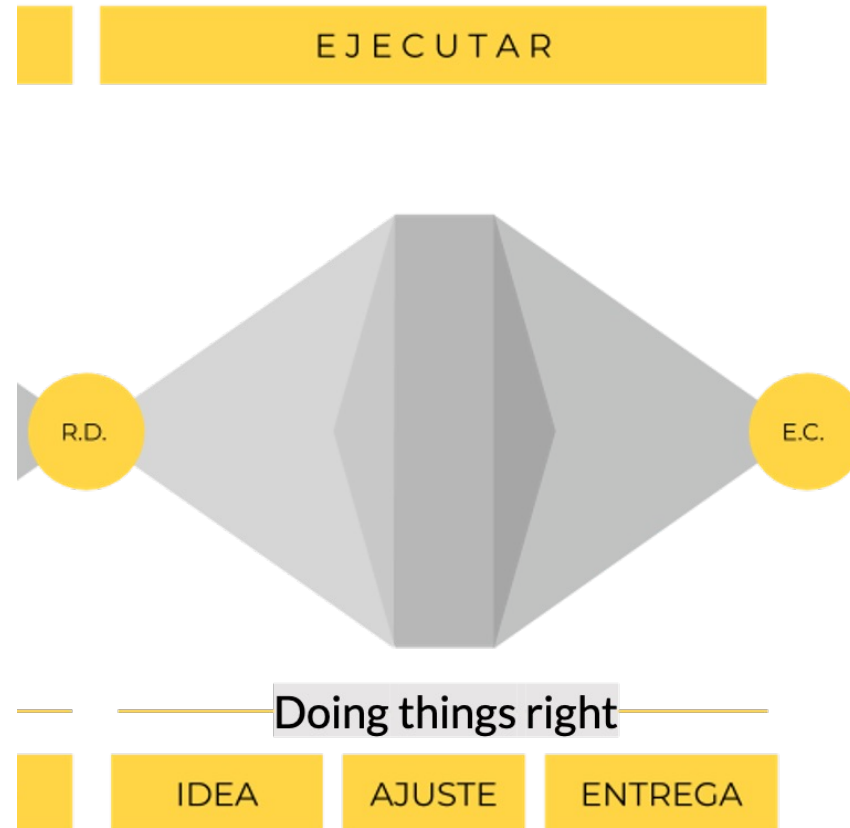 EJECUTAR
R.D.
E.C.
Doing things right
IDEA
AJUSTE
ENTREGA